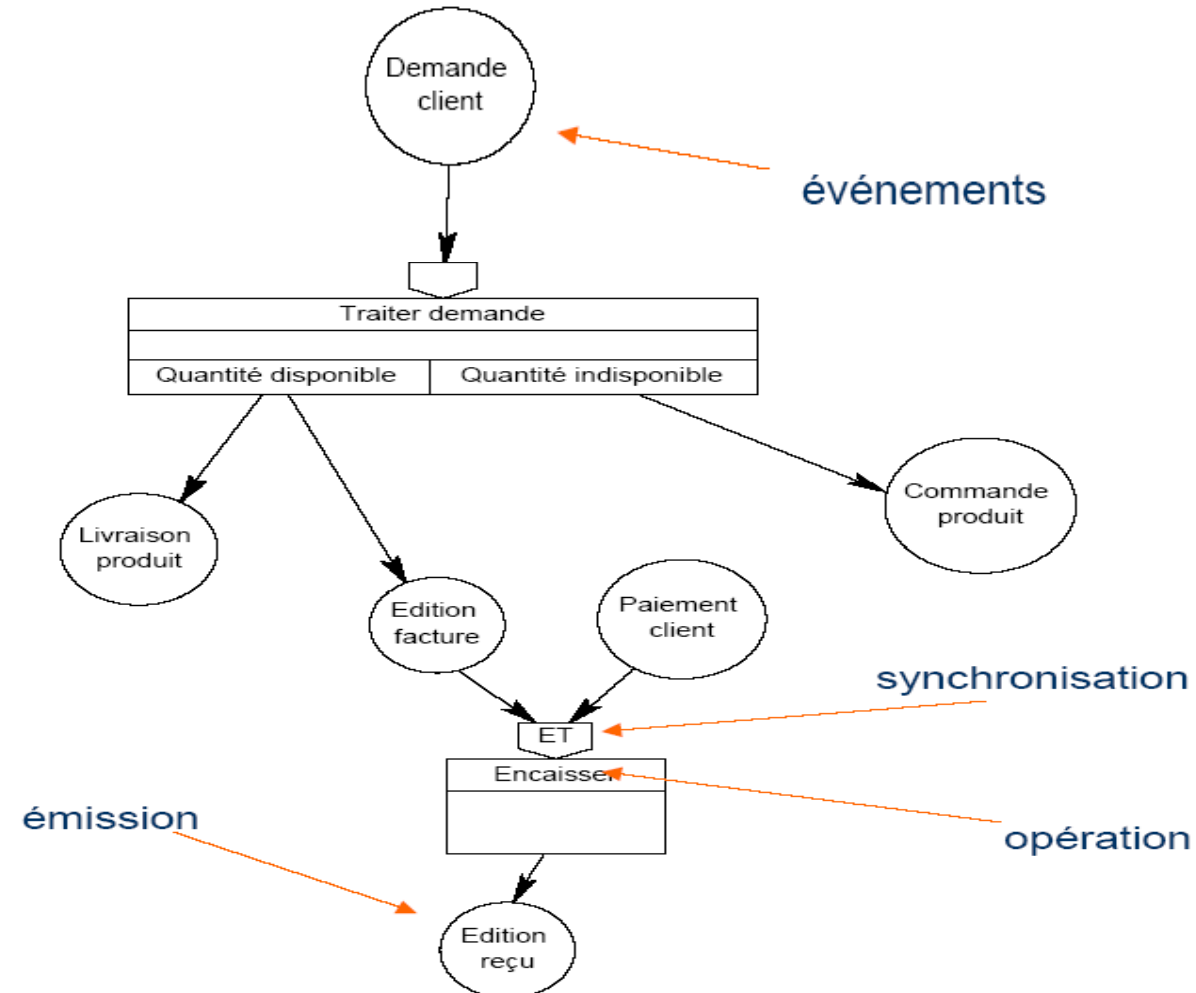 Demande
client
événements
Traiter demande
Quantité disponible
Quantité indisponible
Commande
produit
Livraison
produit
Edition
facture
Paiement
client
synchronisation
ET
Encaisser
émission
opération
Edition
reçu